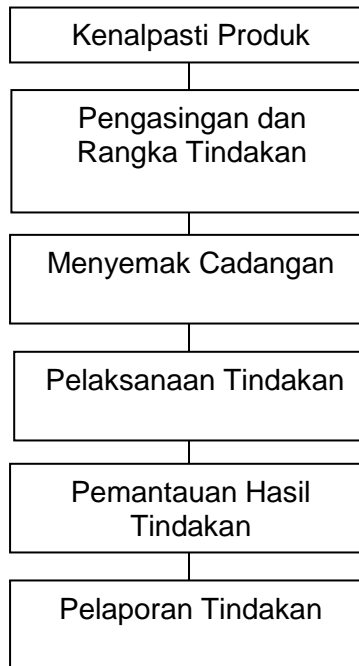 Kenalpasti Produk
Pengasingan dan
Rangka Tindakan
Menyemak Cadangan
Pelaksanaan Tindakan
Pemantauan Hasil
Tindakan
Pelaporan Tindakan